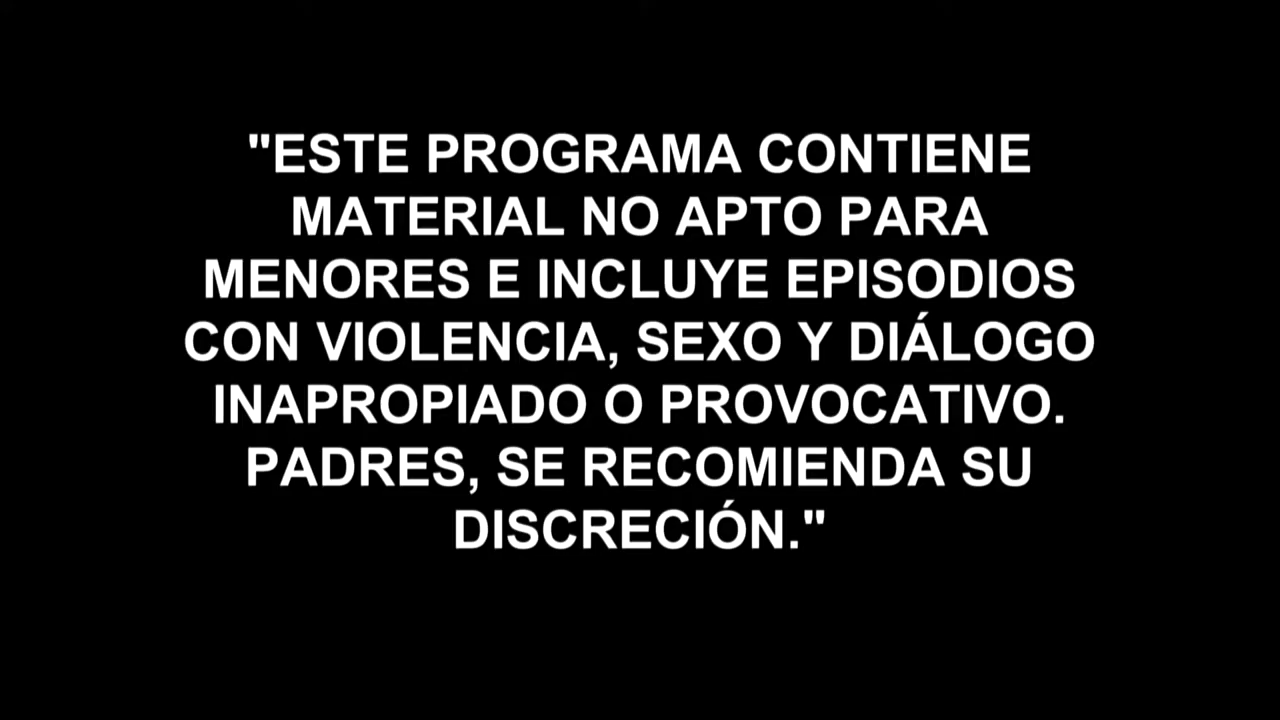 "ESTE PROGRAMA CONTIENE
MATERIAL NO APTO PARA
MENORES E INCLUYE EPISODIOS
CON VIOLENCIA, SEXO Y DIÁLOGO
INAPROPIADO O PROVOCATIVO.
PADRES, SE RECOMIENDA SU
DISCRECIÓN."